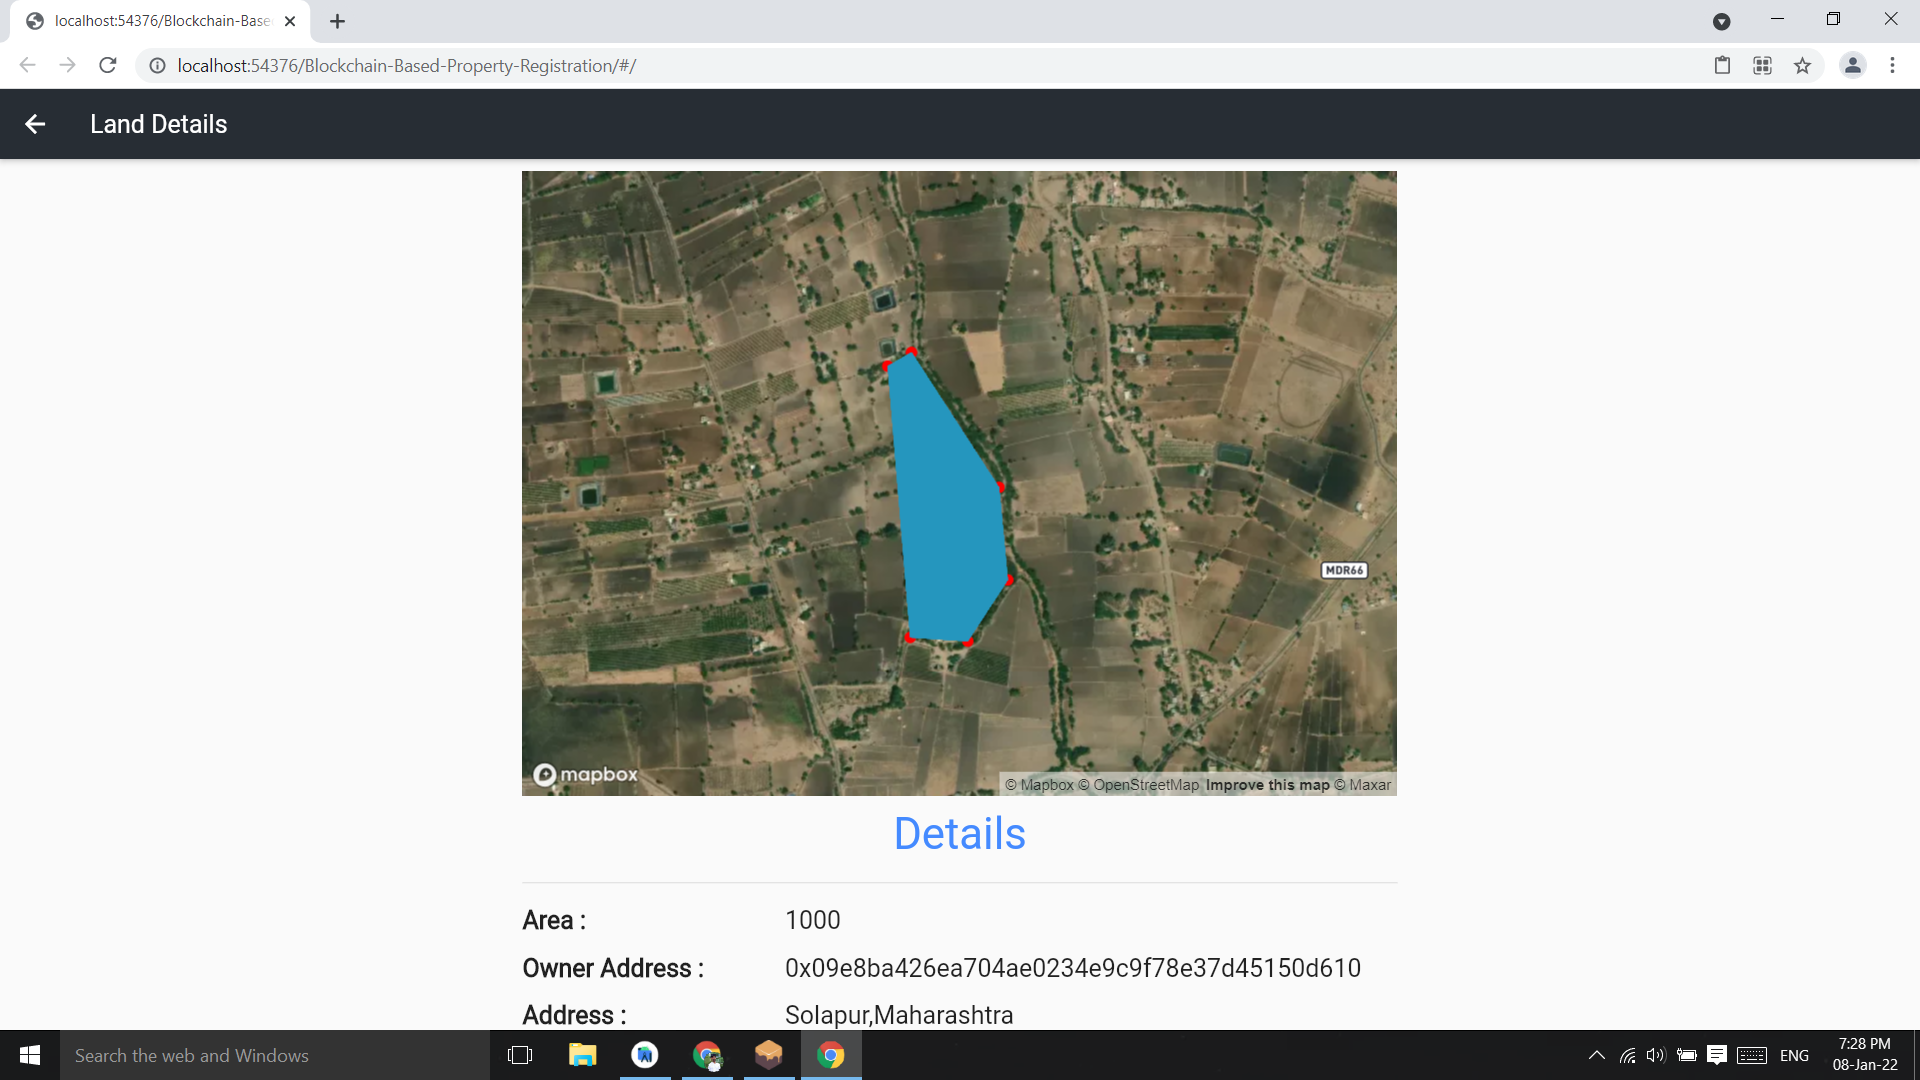 localhost:54376/Blockchain-Base
localhost:54376/Blockchain-Based-Property-Registration/#/
Land Details
MDR66
mapbox
© Mapbox © OpenStreetMap Improve this map © Maxar
Details
Area : 1000
Owner Address : 0x09e8ba426ea704ae0234e9c9f78e37d45150d610
Address : Solapur,Maharashtra
Search the web and Windows
ENG
7:28 PM
08-Jan-22